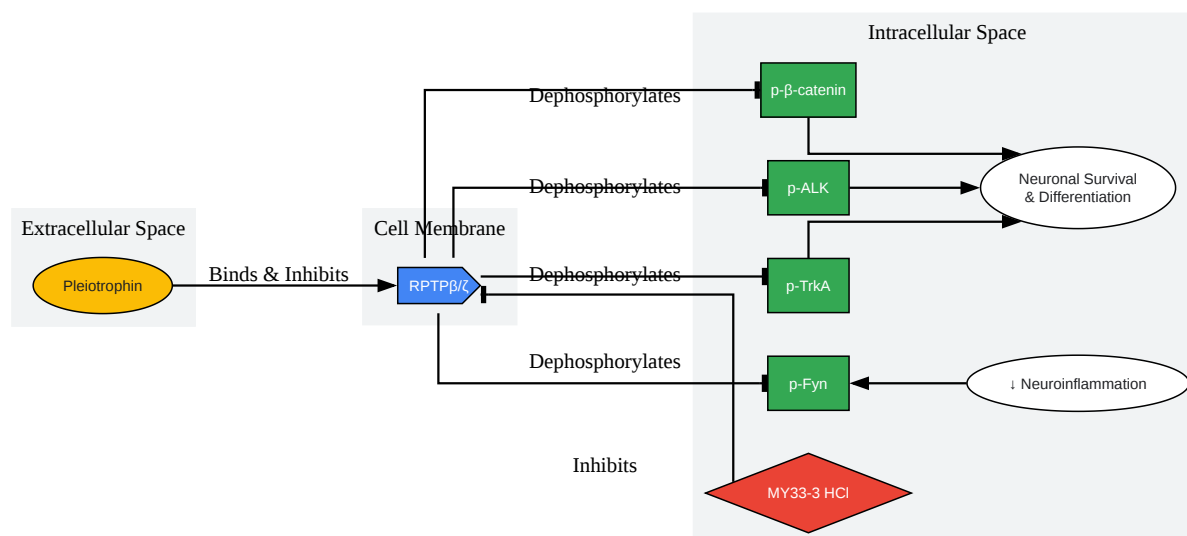 Intracellular Space
Dephosphorylates
p-β-catenin
Dephosphorylates
p-ALK
Neuronal Survival
& Differentiation
Extracellular Space
Cell Membrane
Pleiotrophin
Binds & Inhibits
RPTPβ/ζ
Dephosphorylates
p-TrkA
Dephosphorylates
p-Fyn
↓ Neuroinflammation
Inhibits
MY33-3 HCl